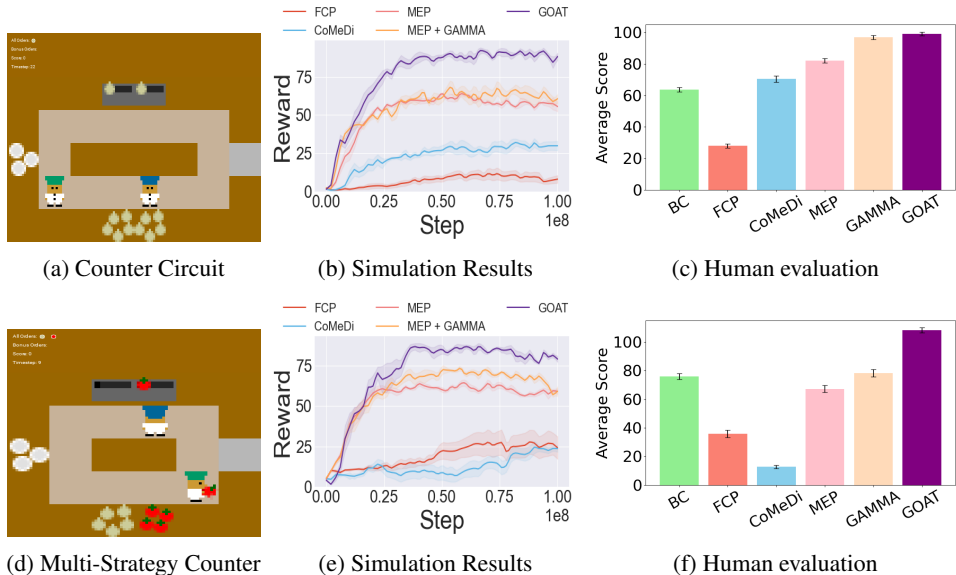 All Orders:
Bonus Orders:
Score: 0
Timestep: 22
FCP MEP GOAT
CoMeDi MEP + GAMMA
Reward
75
50
25
0
0.00 0.25 0.50 0.75 1.00
1e8
Step
Average Score
100
80
60
40
20
0
BC FCP CoMeDi MEP GAMMA GOAT
(a) Counter Circuit
(b) Simulation Results
(c) Human evaluation
All Orders:
Bonus Orders:
Score: 0
Timestep: 9
FCP MEP GOAT
CoMeDi MEP + GAMMA
Reward
75
50
25
0
0.00 0.25 0.50 0.75 1.00
1e8
Step
Average Score
100
80
60
40
20
0
BC FCP CoMeDi MEP GAMMA GOAT
(d) Multi-Strategy Counter
(e) Simulation Results
(f) Human evaluation